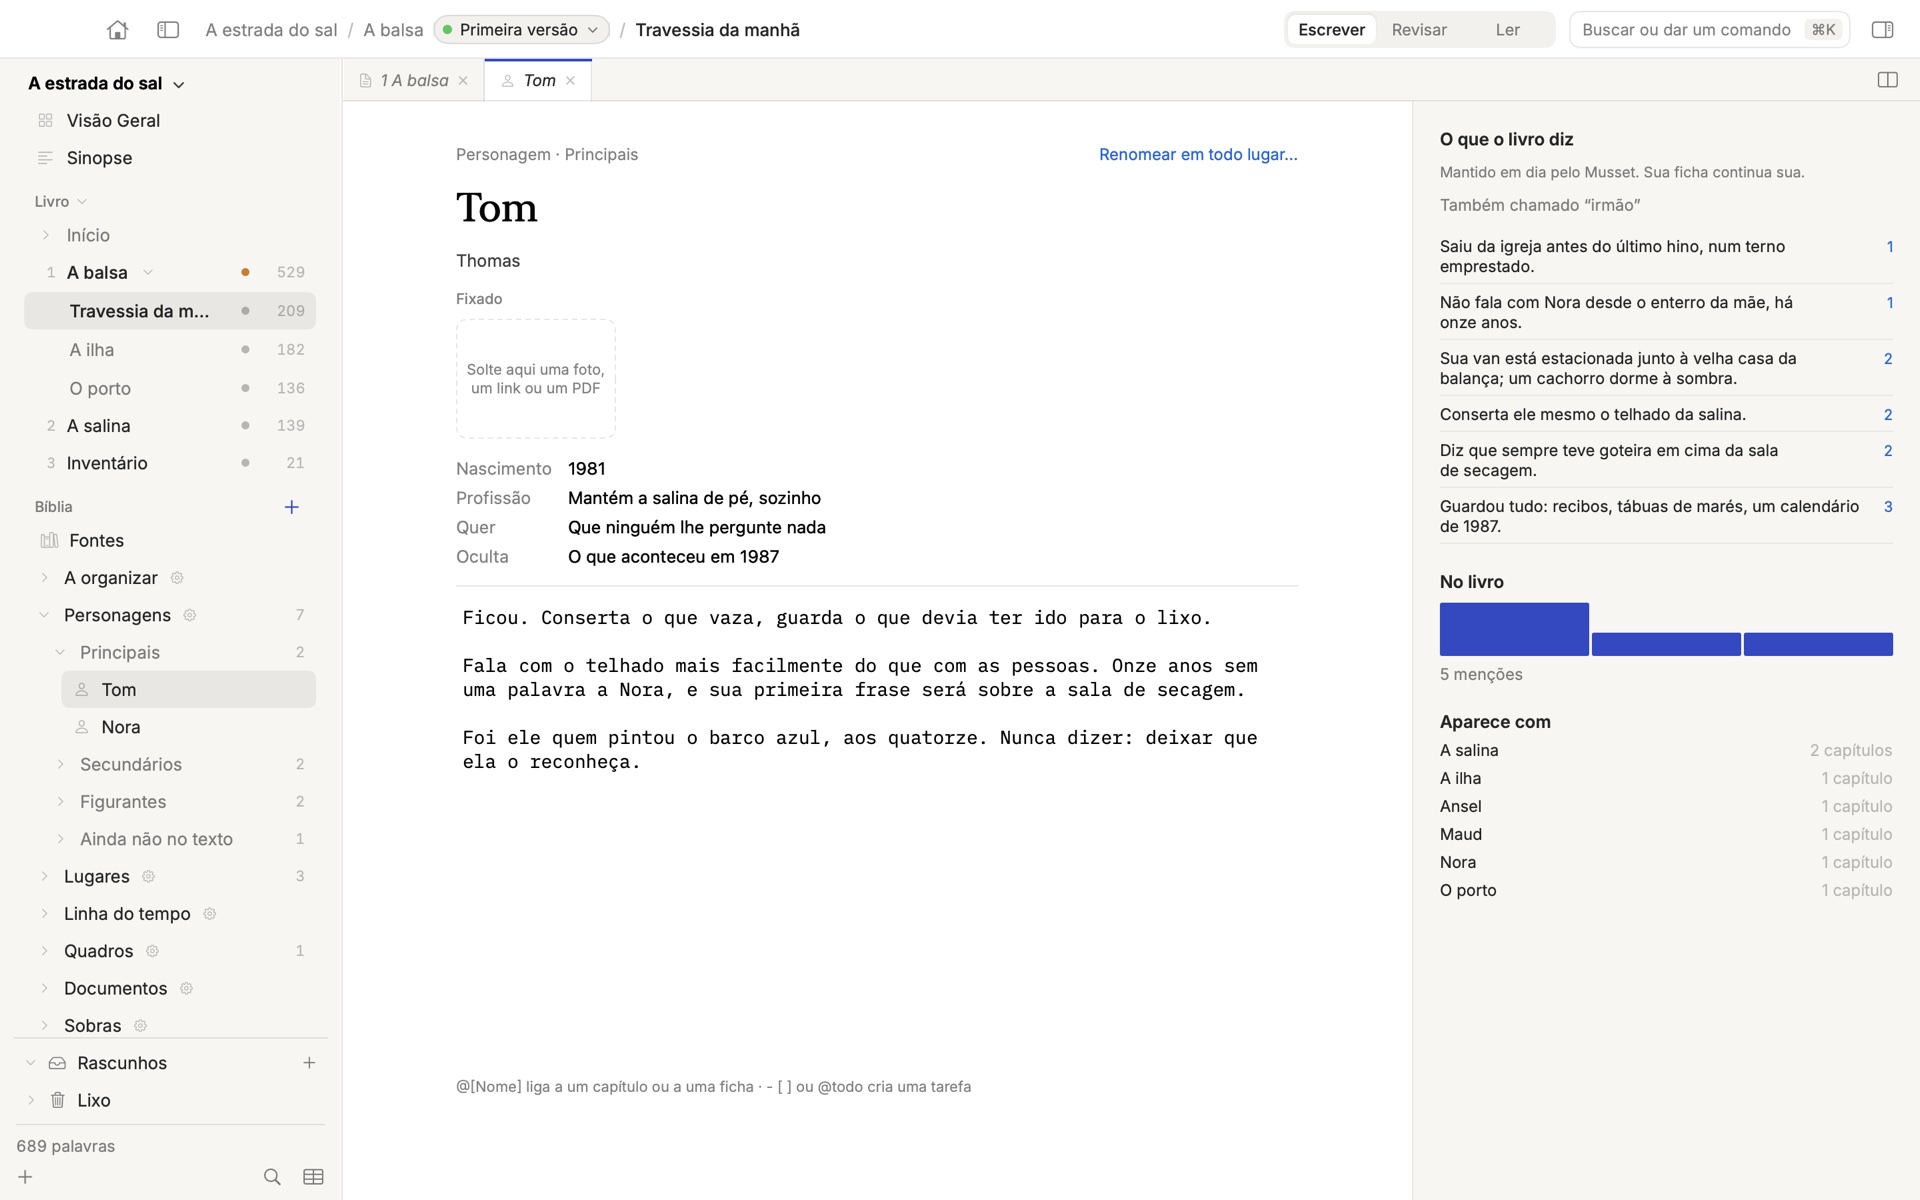 A estrada do sal / A balsa Primeira versão / Travessia da manhã
Escrever Revisar Ler
Buscar ou dar um comando ⌘K
A estrada do sal
Visão Geral
Sinopse
Livro
Início
1 A balsa 529
Travessia da m... 209
A ilha 182
O porto 136
2 A salina 139
3 Inventário 21
Bíblia
Fontes
A organizar
Personagens 7
Principais 2
Tom
Nora
Secundários 2
Figurantes 2
Ainda não no texto 1
Lugares 3
Linha do tempo
Quadros 1
Documentos
Sobras
Rascunhos
Lixo
689 palavras
1 A balsa
Tom
Personagem · Principais
Renomear em todo lugar...
Tom
Thomas
Fixado
Solte aqui uma foto,
um link ou um PDF
Nascimento 1981
Profissão Mantém a salina de pé, sozinho
Quer Que ninguém lhe pergunte nada
Oculta O que aconteceu em 1987
Ficou. Conserta o que vaza, guarda o que devia ter ido para o lixo.
Fala com o telhado mais facilmente do que com as pessoas. Onze anos sem
uma palavra a Nora, e sua primeira frase será sobre a sala de secagem.
Foi ele quem pintou o barco azul, aos quatorze. Nunca dizer: deixar que
ela o reconheça.
@[Nome] liga a um capítulo ou a uma ficha · - [ ] ou @todo cria uma tarefa
O que o livro diz
Mantido em dia pelo Musset. Sua ficha continua sua.
Também chamado “irmão”
Saiu da igreja antes do último hino, num terno 1
emprestado.
Não fala com Nora desde o enterro da mãe, há 1
onze anos.
Sua van está estacionada junto à velha casa da 2
balança; um cachorro dorme à sombra.
Conserta ele mesmo o telhado da salina. 2
Diz que sempre teve goteira em cima da sala 2
de secagem.
Guardou tudo: recibos, tábuas de marés, um calendário 3
de 1987.
No livro
5 menções
Aparece com
A salina 2 capítulos
A ilha 1 capítulo
Ansel 1 capítulo
Maud 1 capítulo
Nora 1 capítulo
O porto 1 capítulo